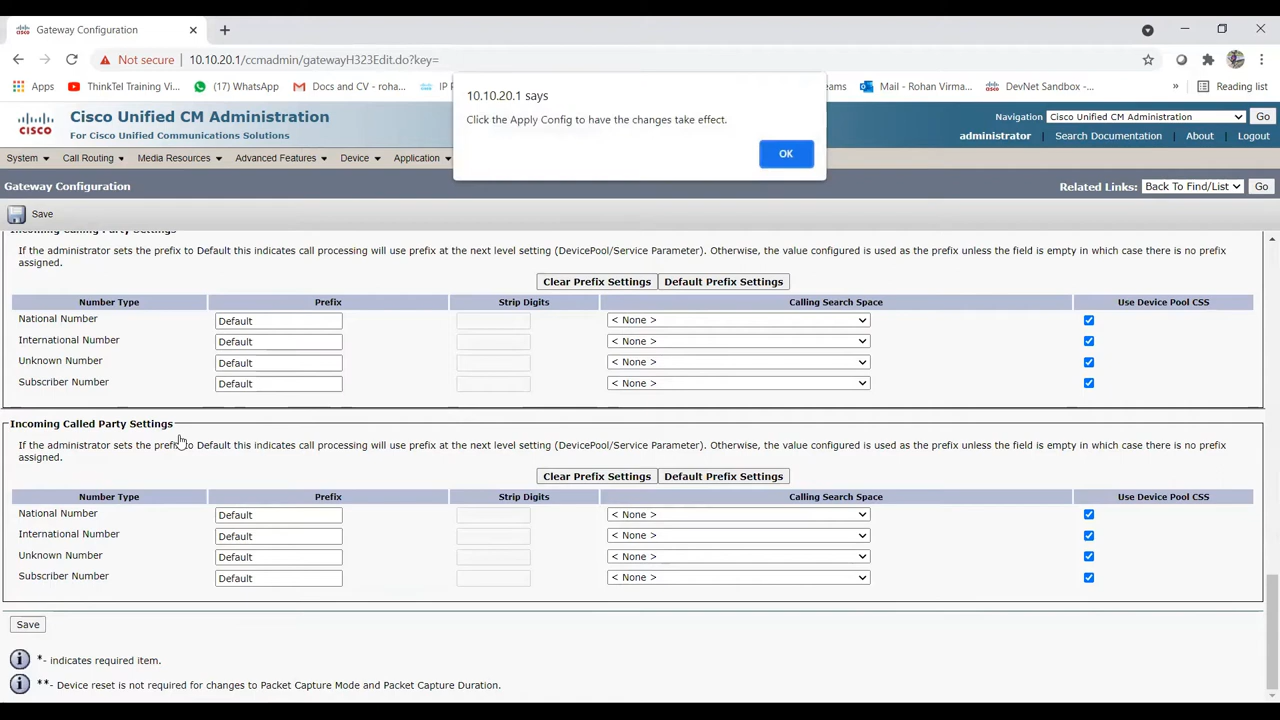 Gateway Configuration
Not secure
10.10.20.1/ccmadmin/gatewayH323Edit.do?key=
Apps
ThinkTel Training Vi...
(17) WhatsApp
Docs and CV - roha...
IP P
eams
Mail - Rohan Virma...
DevNet Sandbox -...
»
Reading list
10.10.20.1 says
Click the Apply Config to have the changes take effect.
OK
CISCO
Cisco Unified CM Administration
For Cisco Unified Communications Solutions
Navigation
Cisco Unified CM Administration
Go
administrator
Search Documentation
About
Logout
System
Call Routing
Media Resources
Advanced Features
Device
Application
Gateway Configuration
Related Links:
Back To Find/List
Go
Save
Incoming Calling Party Settings
If the administrator sets the prefix to Default this indicates call processing will use prefix at the next level setting (DevicePool/Service Parameter). Otherwise, the value configured is used as the prefix unless the field is empty in which case there is no prefix
assigned.
Clear Prefix Settings
Default Prefix Settings
Number Type Prefix Strip Digits Calling Search Space Use Device Pool CSS
National Number Default < None >
International Number Default < None >
Unknown Number Default < None >
Subscriber Number Default < None >
Incoming Called Party Settings
If the administrator sets the prefix to Default this indicates call processing will use prefix at the next level setting (DevicePool/Service Parameter). Otherwise, the value configured is used as the prefix unless the field is empty in which case there is no prefix
assigned.
Clear Prefix Settings
Default Prefix Settings
Number Type Prefix Strip Digits Calling Search Space Use Device Pool CSS
National Number Default < None >
International Number Default < None >
Unknown Number Default < None >
Subscriber Number Default < None >
Save
*- indicates required item.
**- Device reset is not required for changes to Packet Capture Mode and Packet Capture Duration.